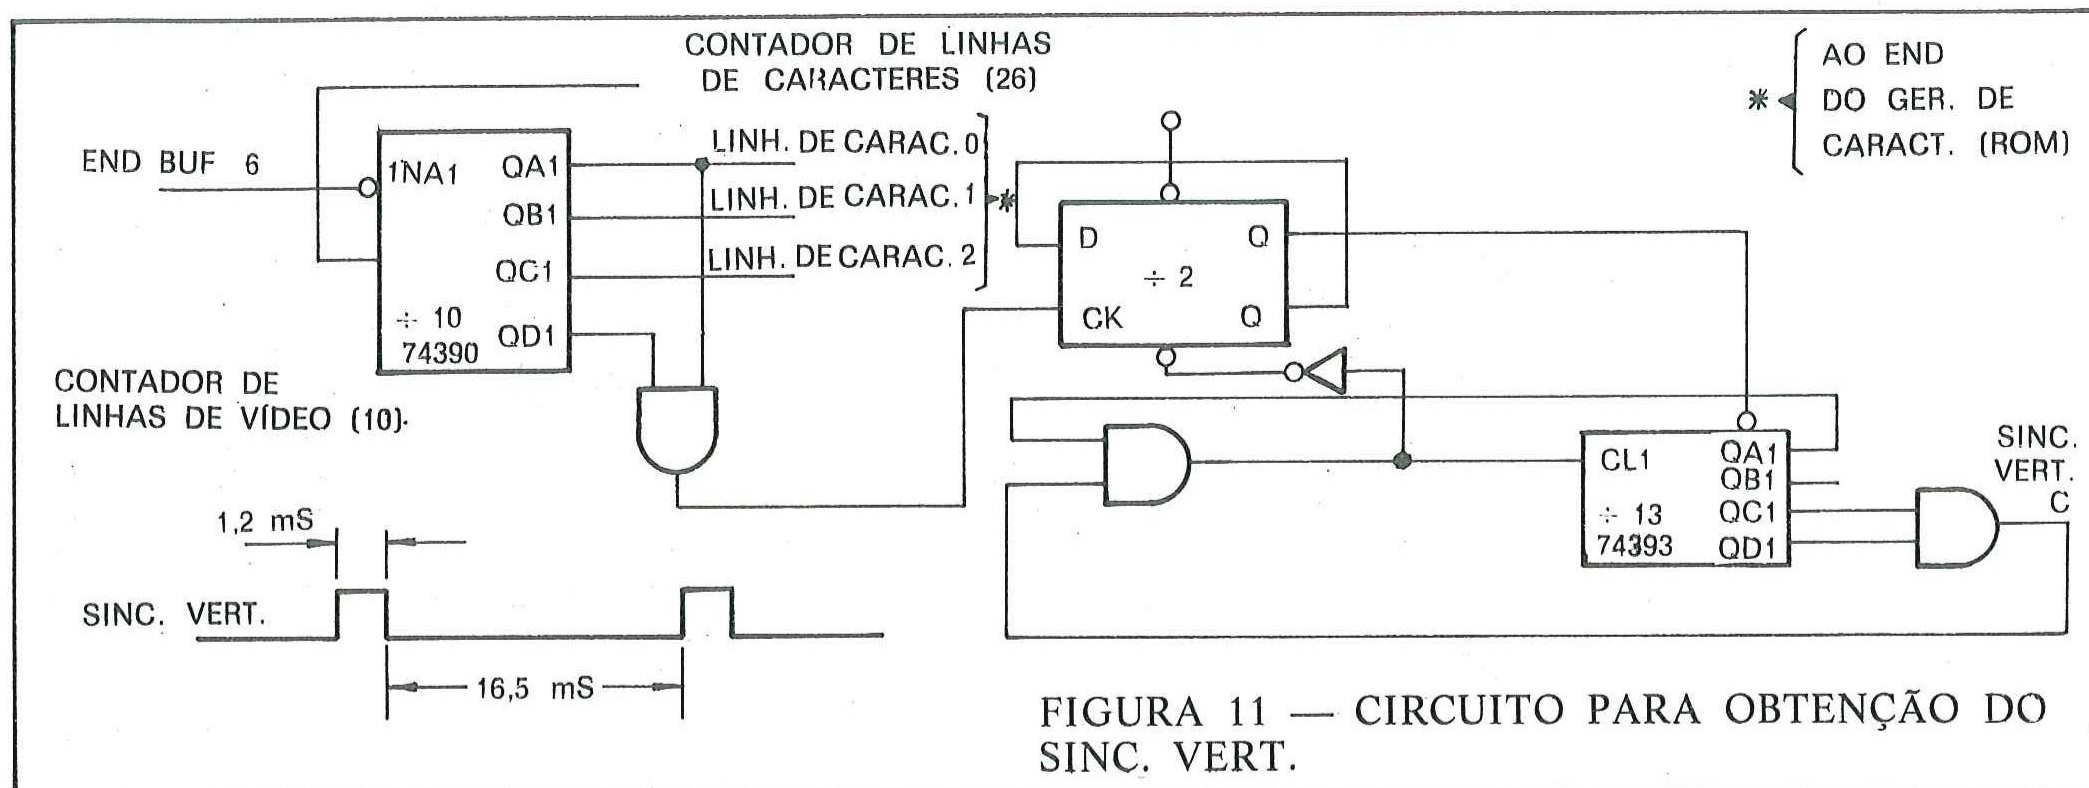 CONTADOR DE LINHAS
DE CARACTERES (26)
* AO END
DO GER. DE
CARACT. (ROM)
END BUF 6
1NA1
QA1
QB1
QC1
QD1
÷ 10
74390
LINH. DE CARAC. 0
LINH. DE CARAC. 1
LINH. DE CARAC. 2
*
D
Q
÷ 2
CK
Q
CONTADOR DE
LINHAS DE VÍDEO (10).
CL1
QA1
QB1
QC1
QD1
÷ 13
74393
SINC.
VERT.
C
1,2 mS
SINC. VERT.
16,5 mS
FIGURA 11 — CIRCUITO PARA OBTENÇÃO DO
SINC. VERT.